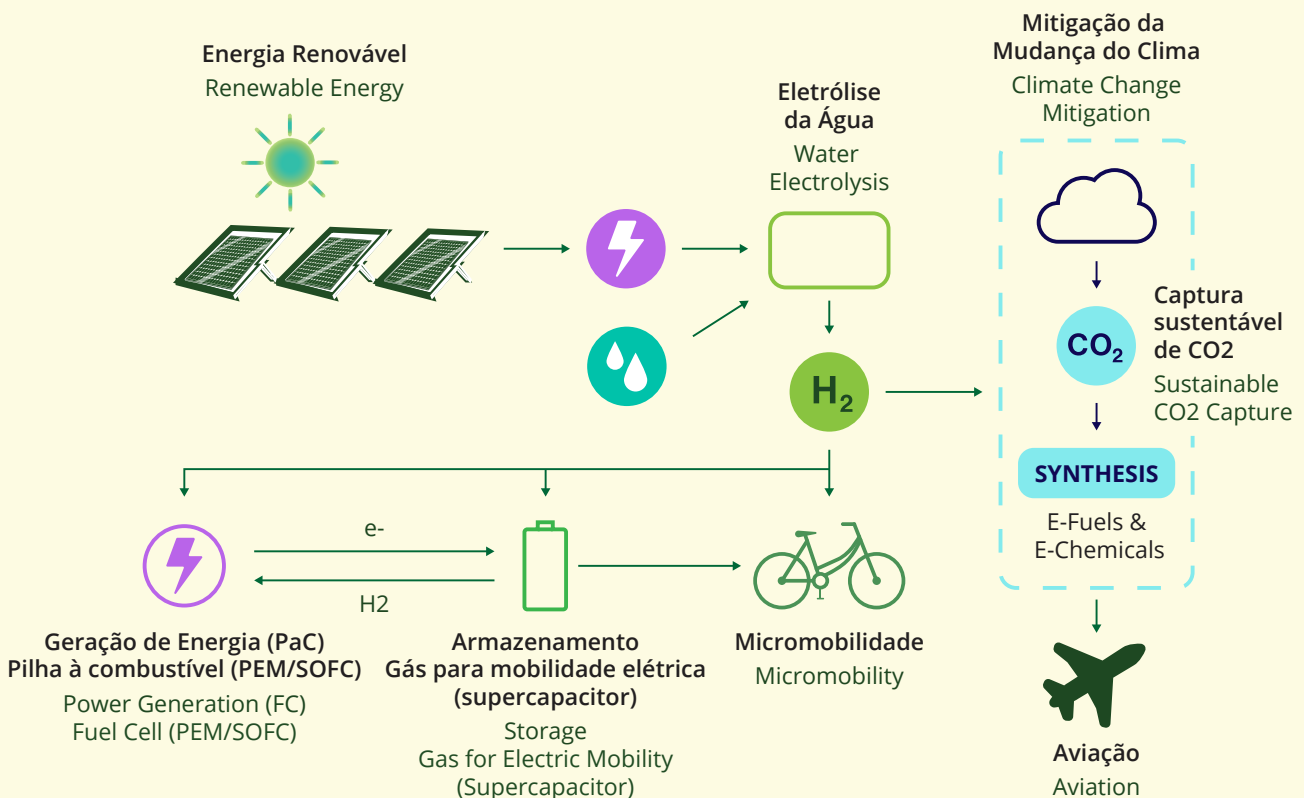 Energia Renovável
Renewable Energy
Eletrólise
da Água
Water
Electrolysis
Mitigação da
Mudança do Clima
Climate Change
Mitigation
H2
CO2
Captura
sustentável
de CO2
Sustainable
CO2 Capture
SYNTHESIS
E-Fuels &
E-Chemicals
e-
H2
Geração de Energia (PaC)
Pilha à combustível (PEM/SOFC)
Power Generation (FC)
Fuel Cell (PEM/SOFC)
Armazenamento
Gás para mobilidade elétrica
(supercapacitor)
Storage
Gas for Electric Mobility
(Supercapacitor)
Micromobilidade
Micromobility
Aviação
Aviation